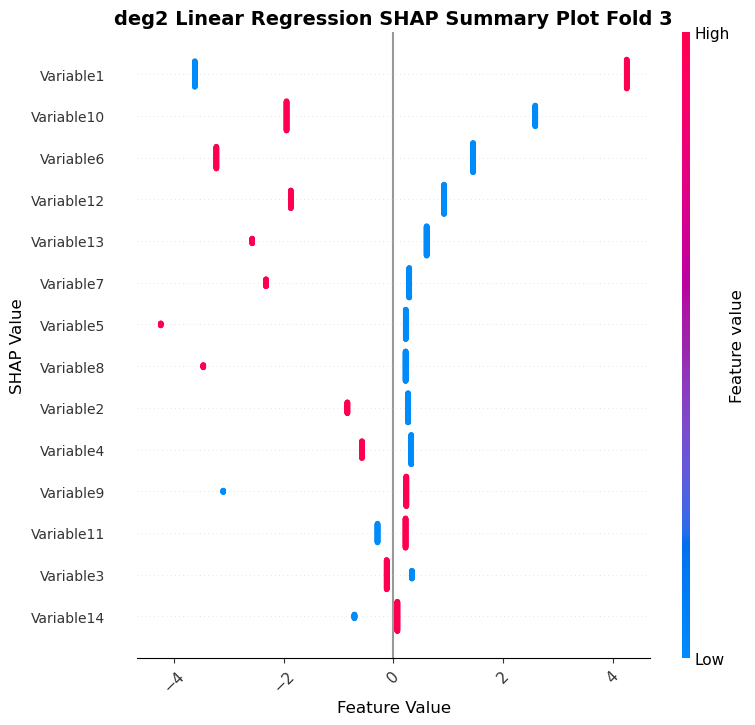 deg2 Linear Regression SHAP Summary Plot Fold 3
High
Variable1
Variable10
Variable6
Variable12
Variable13
Variable7
Variable5
Variable8
Variable2
Variable4
Variable9
Variable11
Variable3
Variable14
SHAP Value
Feature value
Low
−4
−2
0
2
4
Feature Value